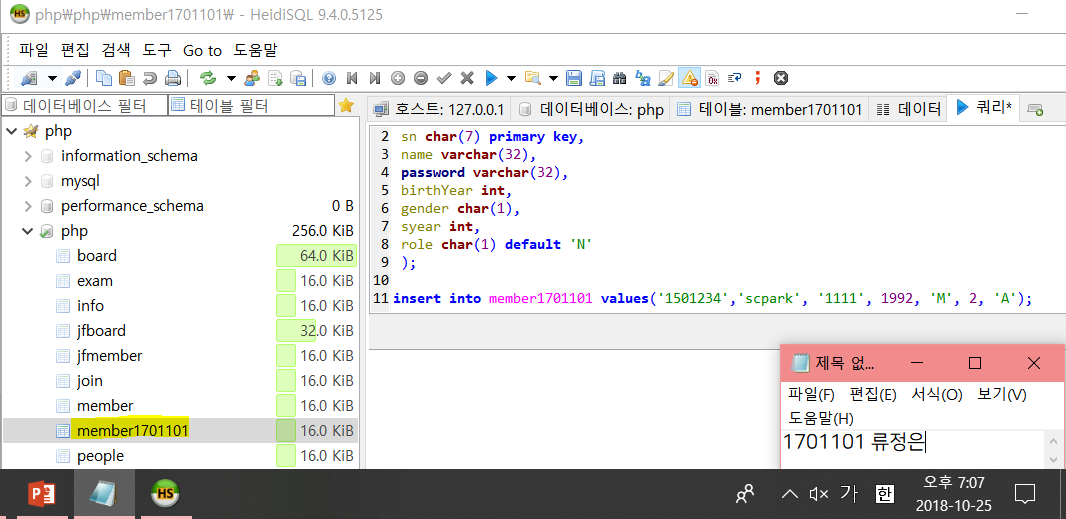 php₩php₩member1701101₩ - HeidiSQL 9.4.0.5125
파일 편집 검색 도구 Go to 도움말
데이터베이스 필터 테이블 필터
호스트: 127.0.0.1 데이터베이스: php 테이블: member1701101 데이터 쿼리*
php
information_schema
mysql
performance_schema 0 B
php 256.0 KiB
board 64.0 KiB
exam 16.0 KiB
info 16.0 KiB
jfboard 32.0 KiB
jfmember 16.0 KiB
join 16.0 KiB
member 16.0 KiB
member1701101 16.0 KiB
people 16.0 KiB
2 sn char(7) primary key,
3 name varchar(32),
4 password varchar(32),
5 birthYear int,
6 gender char(1),
7 syear int,
8 role char(1) default 'N'
9 );
10
11 insert into member1701101 values('1501234','scpark', '1111', 1992, 'M', 2, 'A');
제목 없...
파일(F) 편집(E) 서식(O) 보기(V)
도움말(H)
1701101 류정은
가 한
오후 7:07
2018-10-25